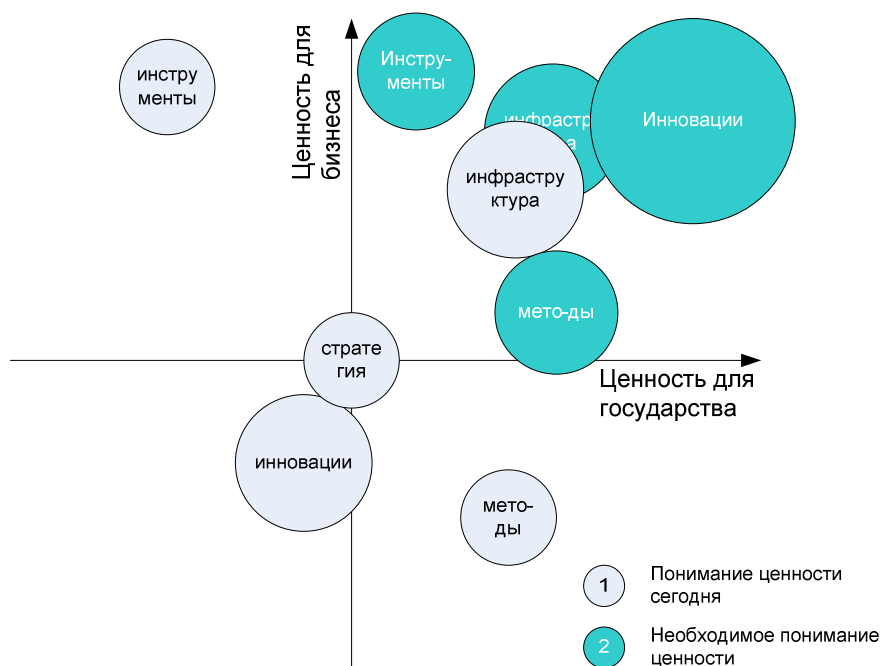 инстру
менты
Ценность для
бизнеса
Инстру-
менты
инфрастр
а
Инновации
инфрастру
ктура
мето-ды
страте
гия
Ценность для
государства
инновации
мето-
ды
1
Понимание ценности
сегодня
2
Необходимое понимание
ценности